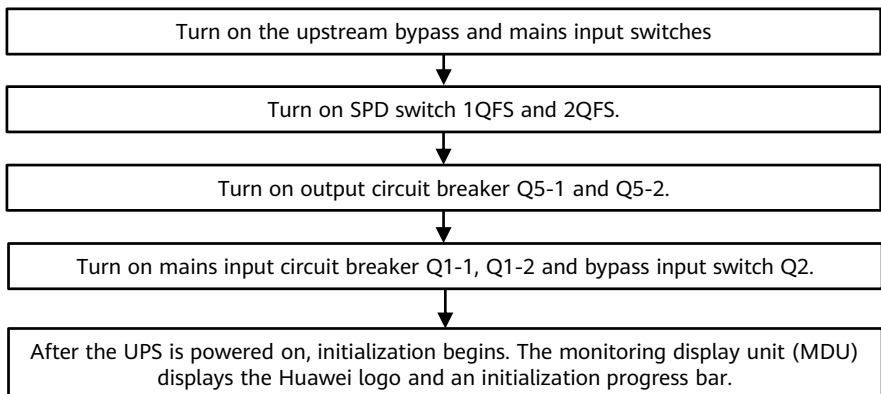 Turn on the upstream bypass and mains input switches
Turn on SPD switch 1QFS and 2QFS.
Turn on output circuit breaker Q5-1 and Q5-2.
Turn on mains input circuit breaker Q1-1, Q1-2 and bypass input switch Q2.
After the UPS is powered on, initialization begins. The monitoring display unit (MDU)
displays the Huawei logo and an initialization progress bar.